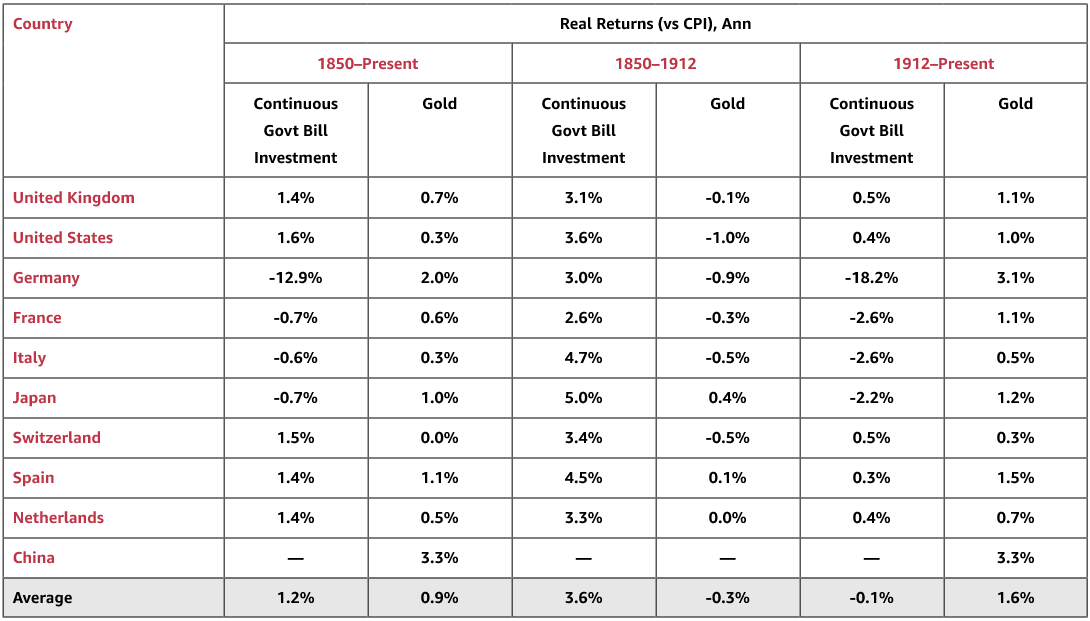 Country Real Returns (vs CPI), Ann
1850–Present 1850–1912 1912–Present
Continuous Govt Bill Investment Gold Continuous Govt Bill Investment Gold Continuous Govt Bill Investment Gold
United Kingdom 1.4% 0.7% 3.1% -0.1% 0.5% 1.1%
United States 1.6% 0.3% 3.6% -1.0% 0.4% 1.0%
Germany -12.9% 2.0% 3.0% -0.9% -18.2% 3.1%
France -0.7% 0.6% 2.6% -0.3% -2.6% 1.1%
Italy -0.6% 0.3% 4.7% -0.5% -2.6% 0.5%
Japan -0.7% 1.0% 5.0% 0.4% -2.2% 1.2%
Switzerland 1.5% 0.0% 3.4% -0.5% 0.5% 0.3%
Spain 1.4% 1.1% 4.5% 0.1% 0.3% 1.5%
Netherlands 1.4% 0.5% 3.3% 0.0% 0.4% 0.7%
China — 3.3% — — — 3.3%
Average 1.2% 0.9% 3.6% -0.3% -0.1% 1.6%